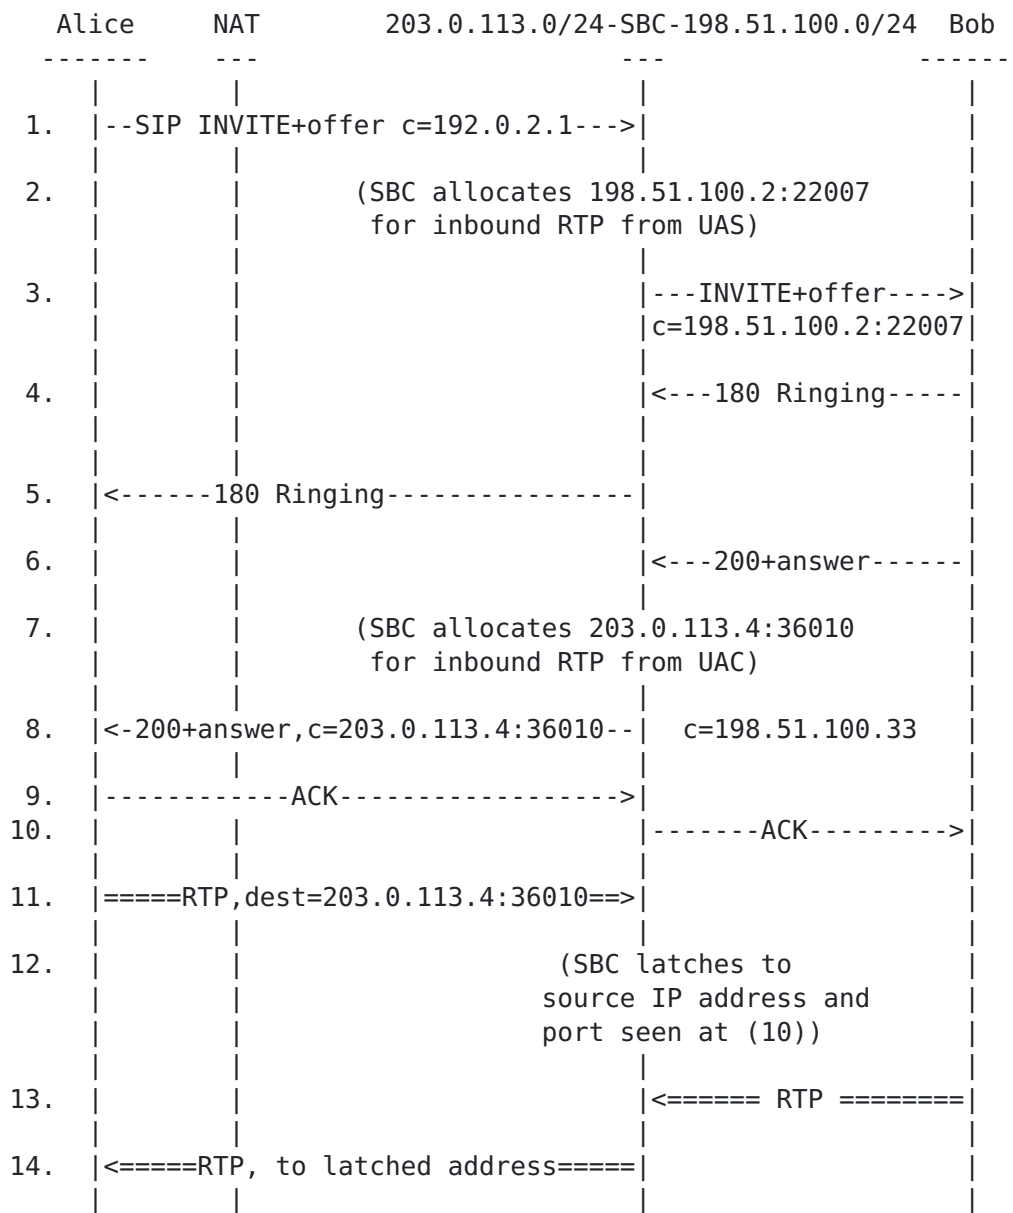 Alice     NAT        203.0.113.0/24-SBC-198.51.100.0/24  Bob
-------    ---                       ---                ------
1.  |--SIP INVITE+offer c=192.0.2.1--->|                    |
2.  |        |       (SBC allocates 198.51.100.2:22007      |
for inbound RTP from UAS)
3.  |        |                         |---INVITE+offer---->|
|c=198.51.100.2:22007|
4.  |        |                         |<---180 Ringing-----|
5.  |<------180 Ringing----------------|                    |
6.  |        |                         |<---200+answer------|
7.  |        |       (SBC allocates 203.0.113.4:36010       |
for inbound RTP from UAC)
8.  |<-200+answer,c=203.0.113.4:36010--|  c=198.51.100.33   |
9.  |------------ACK------------------>|                    |
10.  |        |                         |-------ACK--------->|
11.  |=====RTP,dest=203.0.113.4:36010==>|                    |
12.  |        |                    (SBC latches to           |
source IP address and
port seen at (10))
13.  |        |                         |<====== RTP ========|
14.  |<=====RTP, to latched address=====|                    |